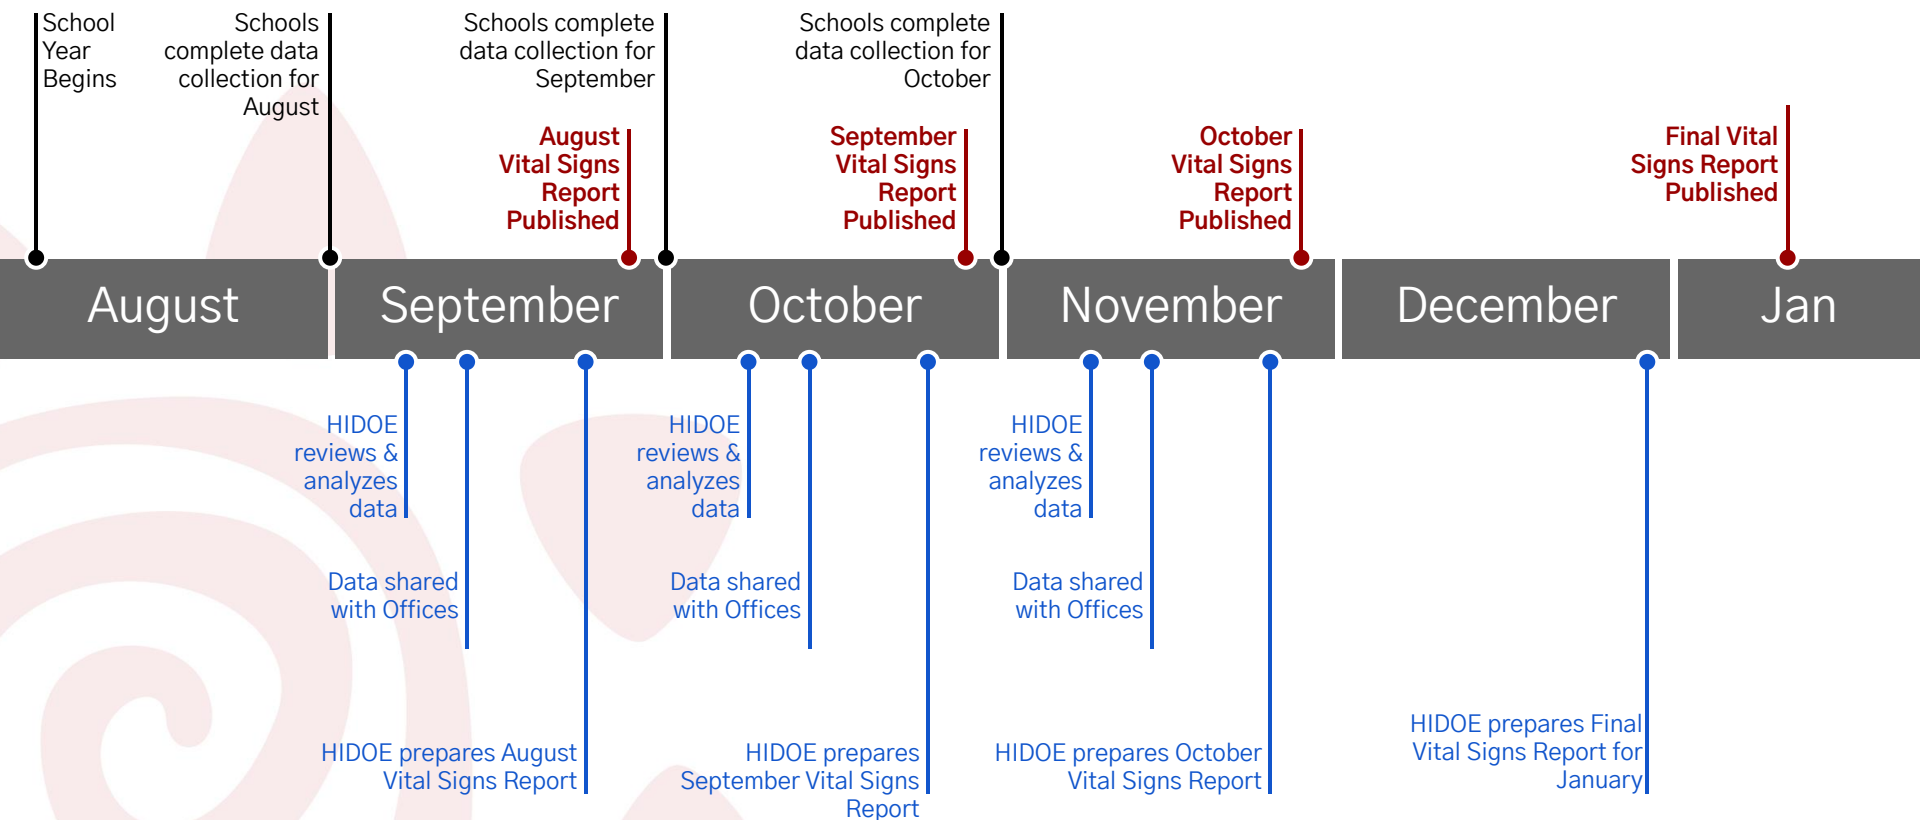 School
Year
Begins
Schools
complete data
collection for
August
Schools complete
data collection for
September
Schools complete
data collection for
October
August
Vital Signs
Report
Published
September
Vital Signs
Report
Published
October
Vital Signs
Report
Published
Final Vital
Signs Report
Published
August
September
October
November
December
Jan
HIDOE
reviews &
analyzes
data
HIDOE
reviews &
analyzes
data
HIDOE
reviews &
analyzes
data
Data shared
with Offices
Data shared
with Offices
Data shared
with Offices
HIDOE prepares August
Vital Signs Report
HIDOE prepares
September Vital Signs
Report
HIDOE prepares October
Vital Signs Report
HIDOE prepares Final
Vital Signs Report for
January